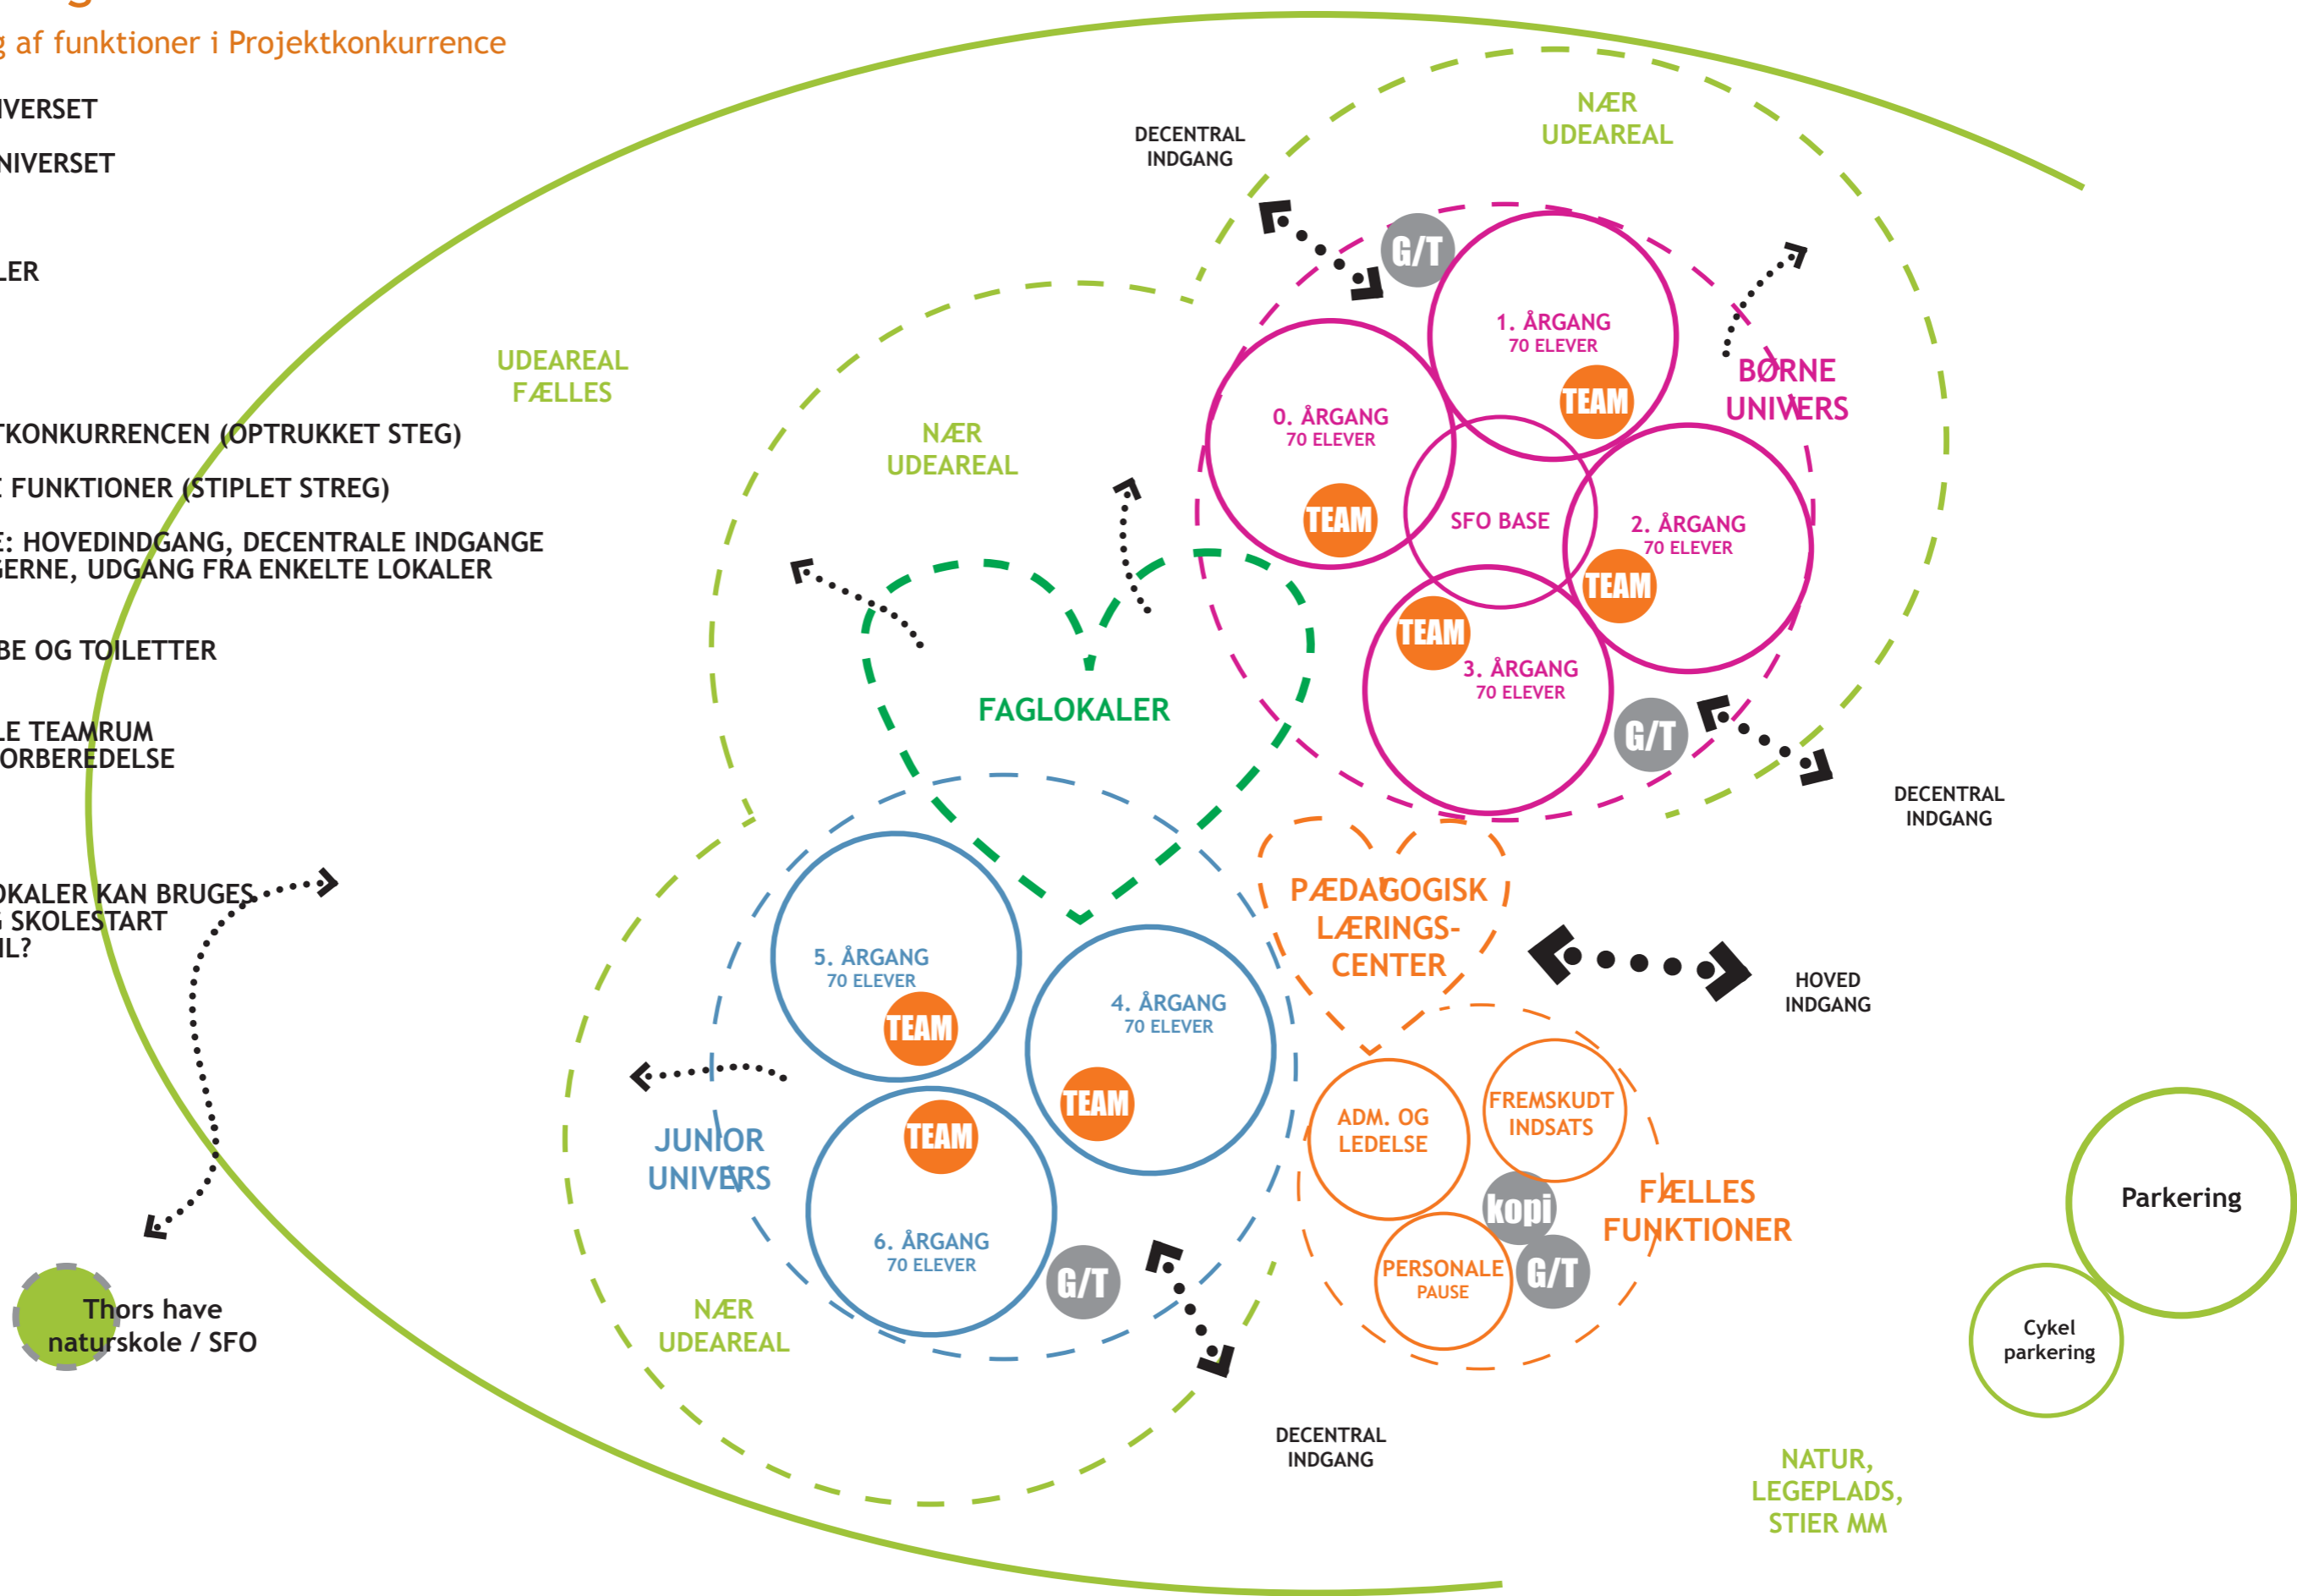 g af funktioner i Projektkonkurrence
IVERSET
NIVERSET
LER
TKONKURRENCEN (OPTRUKKET STEG)
E FUNKTIONER (STIPLET STREG)
E: HOVEDINDGANG, DECENTRALE INDGANGE
GERNE, UDGANG FRA ENKELTE LOKALER
BE OG TOILETTER
LE TEAMRUM
ORBEREDELSE
OKALER KAN BRUGES
G SKOLESTART
IL?
Thors have
naturskole / SFO
UDEAREAL
FÆLLES
NÆR
UDEAREAL
DECENTRAL
INDGANG
NÆR
UDEAREAL
G/T
1. ÅRGANG
70 ELEVER
TEAM
BØRNE
UNIVERS
0. ÅRGANG
70 ELEVER
TEAM
SFO BASE
2. ÅRGANG
70 ELEVER
TEAM
TEAM
3. ÅRGANG
70 ELEVER
G/T
DECENTRAL
INDGANG
FAGLOKALER
PÆDAGOGISK
LÆRINGS-
CENTER
HOVED
INDGANG
5. ÅRGANG
70 ELEVER
TEAM
4. ÅRGANG
70 ELEVER
TEAM
JUNIOR
UNIVERS
TEAM
6. ÅRGANG
70 ELEVER
G/T
NÆR
UDEAREAL
DECENTRAL
INDGANG
ADM. OG
LEDELSE
FREMSKUDT
INDSATS
kopi
G/T
PERSONALE
PAUSE
FÆLLES
FUNKTIONER
Parkering
Cykel
parkering
NATUR,
LEGEPLADS,
STIER MM